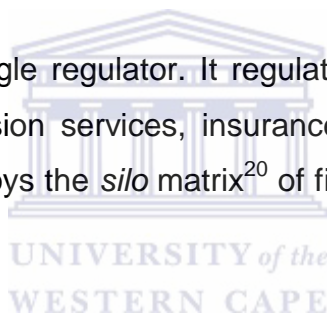 gle regulator. It regulat
sion services, insurance
oys the silo matrix20 of fi
UNIVERSITY of the
WESTERN CAPE